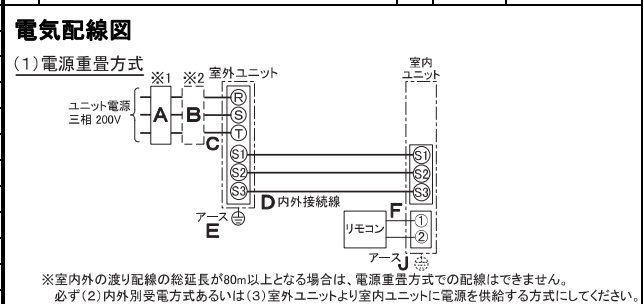 電気配線図
(1)電源重畳方式
※1 ※2 室外ユニット
室内
ユニット
ユニット電源
三相 200V
A
B
C
R
S
T
S1
S2
S3
S1
S2
S3
D 内外接続線
アース
E
リモコン
F
①
②
アース J
※室内外の渡り配線の総延長が80m以上となる場合は、電源重畳方式での配線はできません。
必ず(2)内外別受電方式あるいは(3)室外ユニットより室内ユニットに電源を供給する方式にしてください。